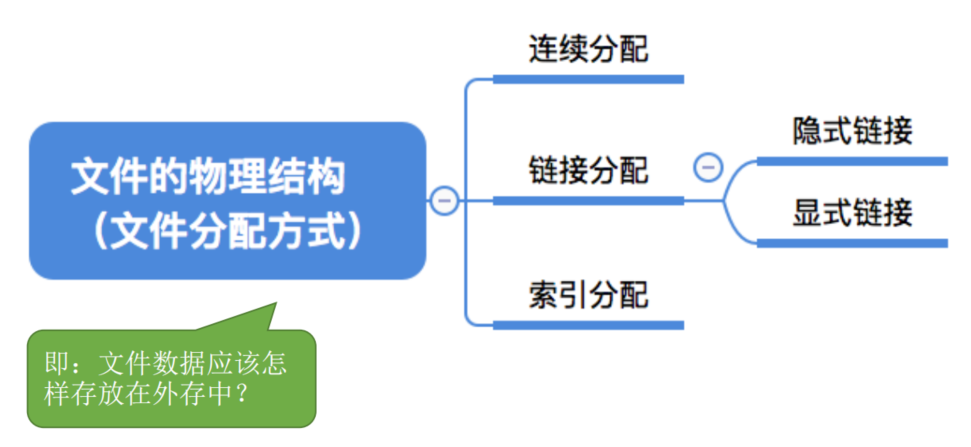 文件的物理结构
（文件分配方式）
连续分配
链接分配
隐式链接
显式链接
索引分配
即：文件数据应该怎
样存放在外存中？